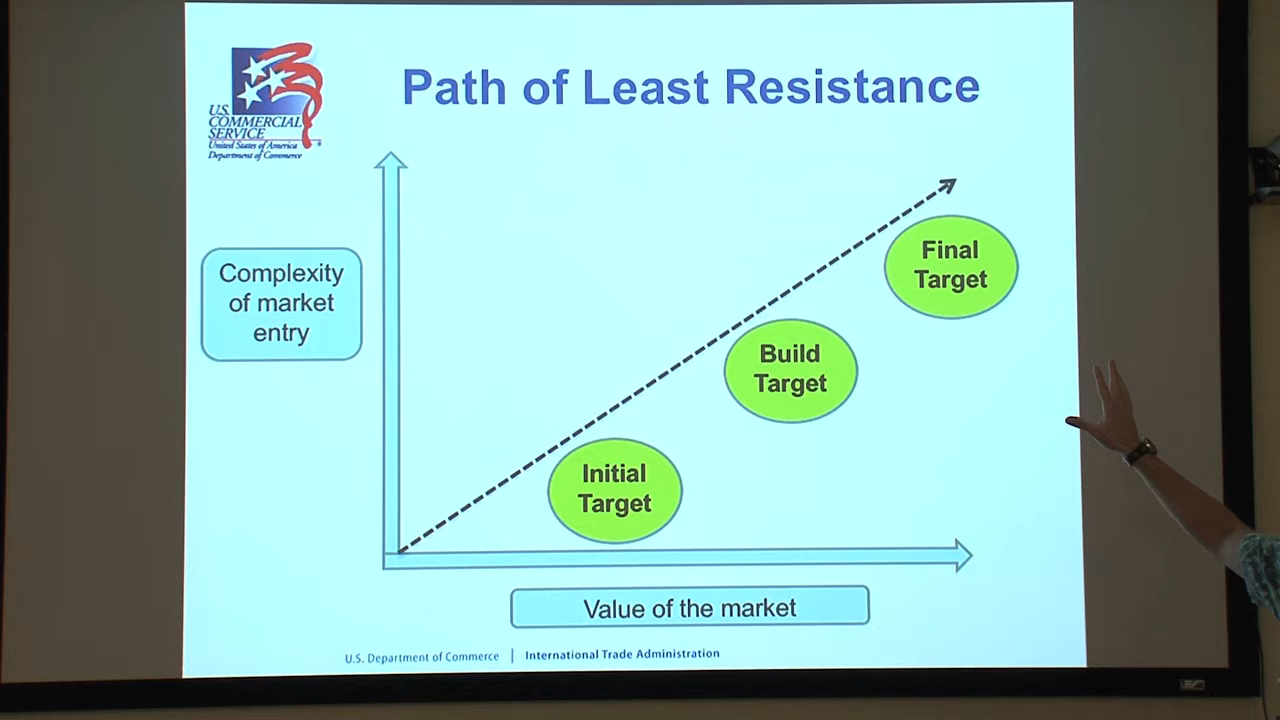 Path of Least Resistance
U.S.
COMMERCIAL
SERVICE
United States of America
Department of Commerce
Complexity
of market
entry
Final
Target
Build
Target
Initial
Target
Value of the market
U.S. Department of Commerce | International Trade Administration